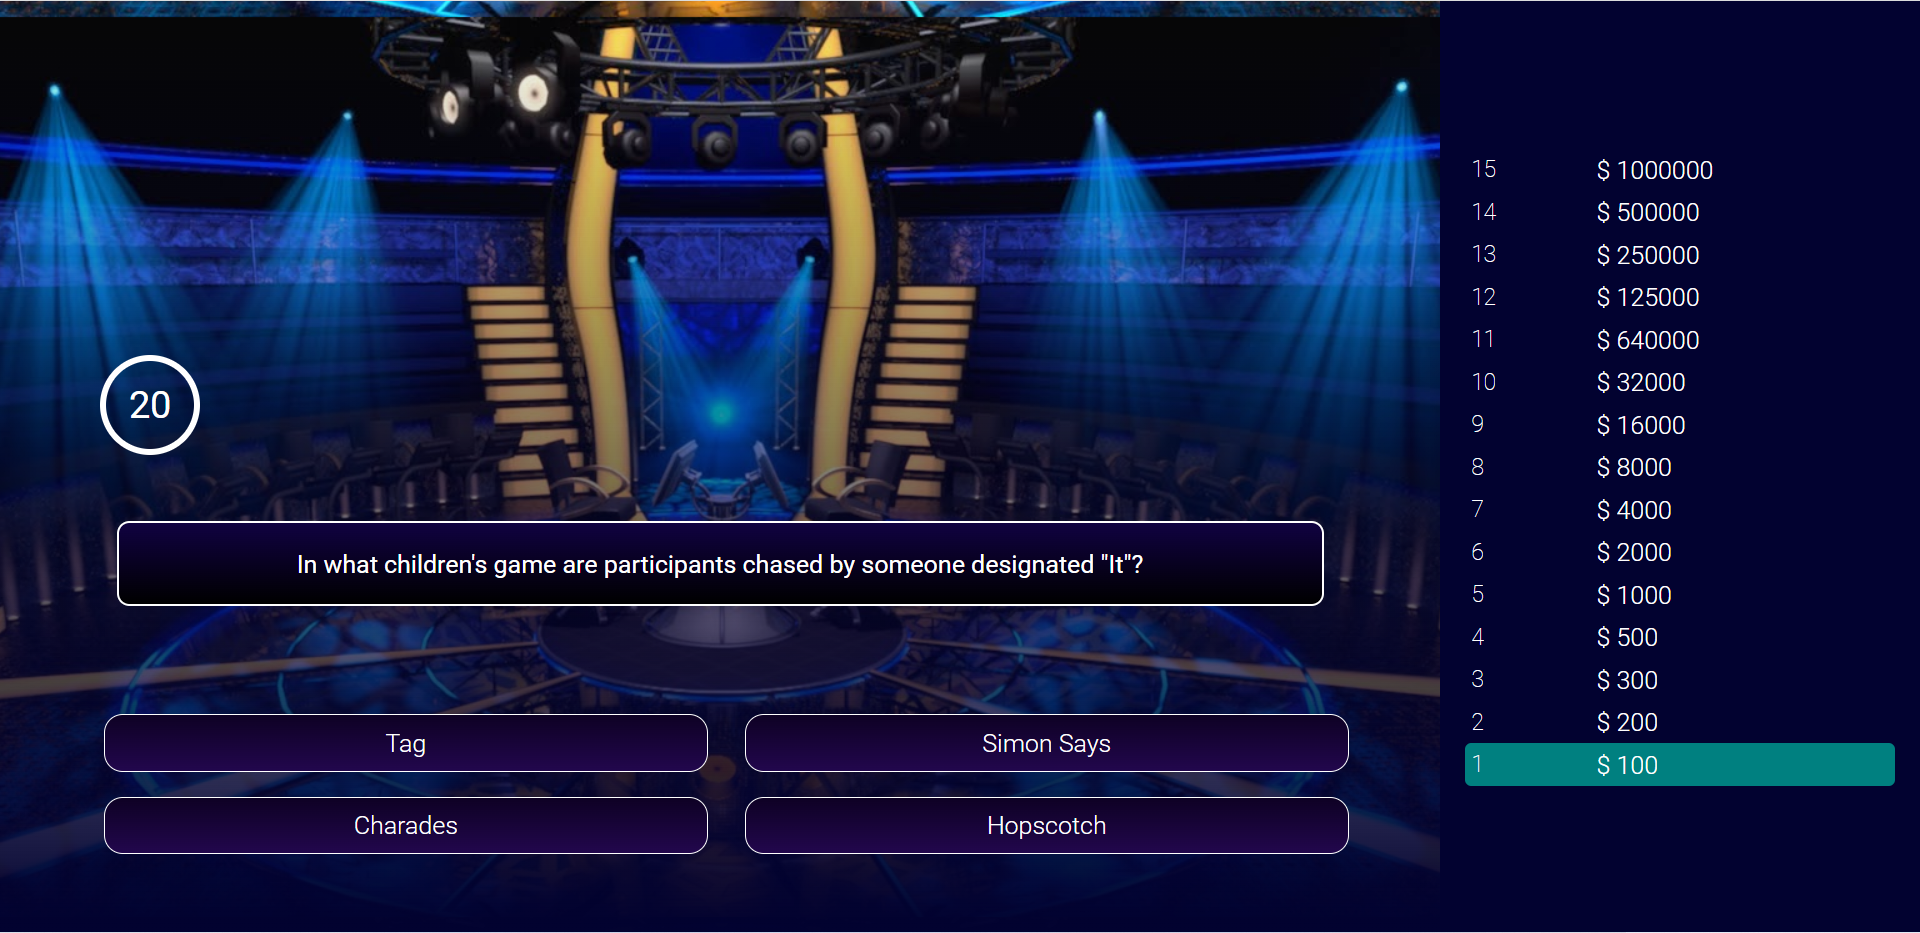 20
In what children's game are participants chased by someone designated "It"?
Tag
Simon Says
Charades
Hopscotch
15 $ 1000000
14 $ 500000
13 $ 250000
12 $ 125000
11 $ 640000
10 $ 32000
9 $ 16000
8 $ 8000
7 $ 4000
6 $ 2000
5 $ 1000
4 $ 500
3 $ 300
2 $ 200
1 $ 100